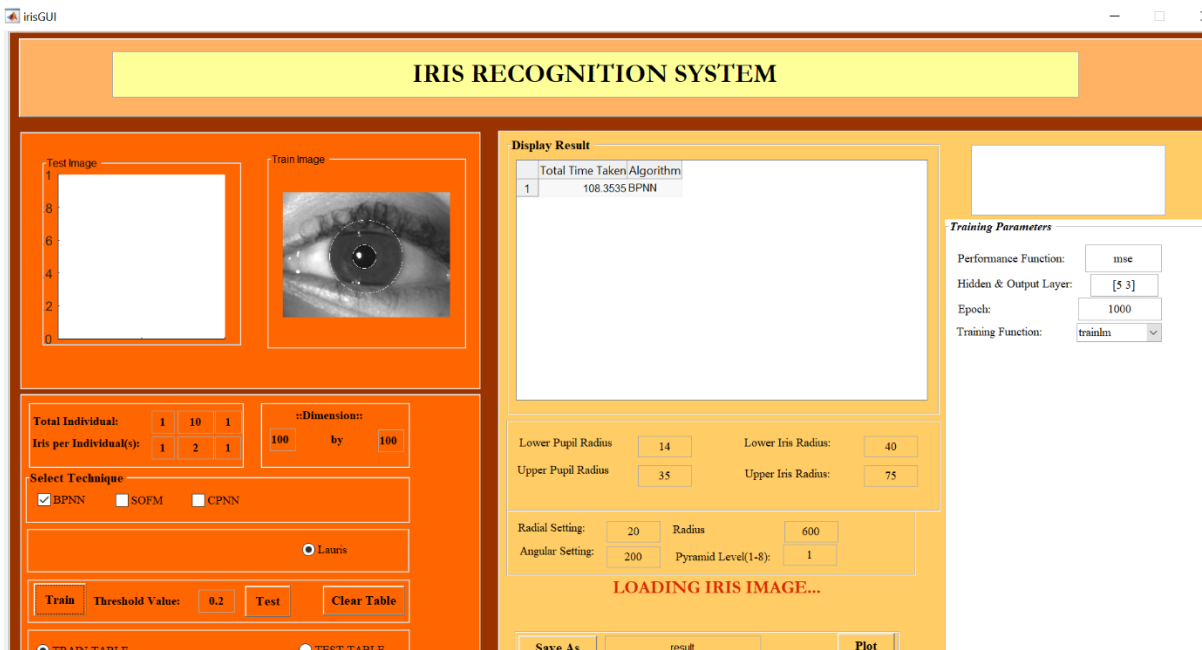 irisGUI
IRIS RECOGNITION SYSTEM
Test Image
1
.8
.6
.4
.2
0
Train Image
Display Result
Total Time Taken Algorithm
1 108.3535 BPNN
Training Parameters
Performance Function: mse
Hidden & Output Layer: [5 3]
Epoch: 1000
Training Function: trainlm
Total Individual: 1 10 1
Iris per Individual(s): 1 2 1
::Dimension::
100 by 100
Select Technique
BPNN SOFM CPNN
Lauris
Train Threshold Value: 0.2 Test Clear Table
TRAIN TABLE TEST TABLE
Lower Pupil Radius 14 Lower Iris Radius: 40
Upper Pupil Radius 35 Upper Iris Radius: 75
Radial Setting: 20 Radius 600
Angular Setting: 200 Pyramid Level(1-8): 1
LOADING IRIS IMAGE...
Save As result Plot